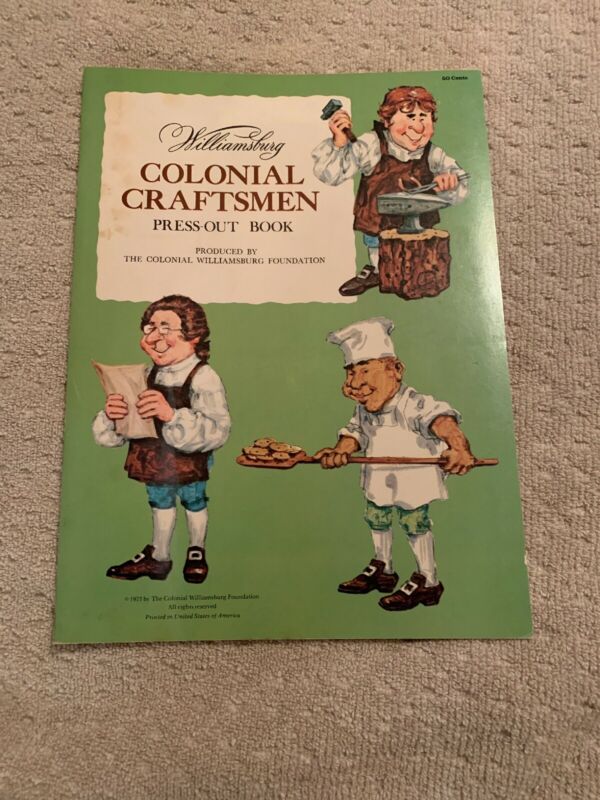 50 Cents
Williamsburg
COLONIAL
CRAFTSMEN
PRESS-OUT BOOK
PRODUCED BY
THE COLONIAL WILLIAMSBURG FOUNDATION
© by The Colonial Williamsburg Foundation
All rights reserved
Printed in United States of America